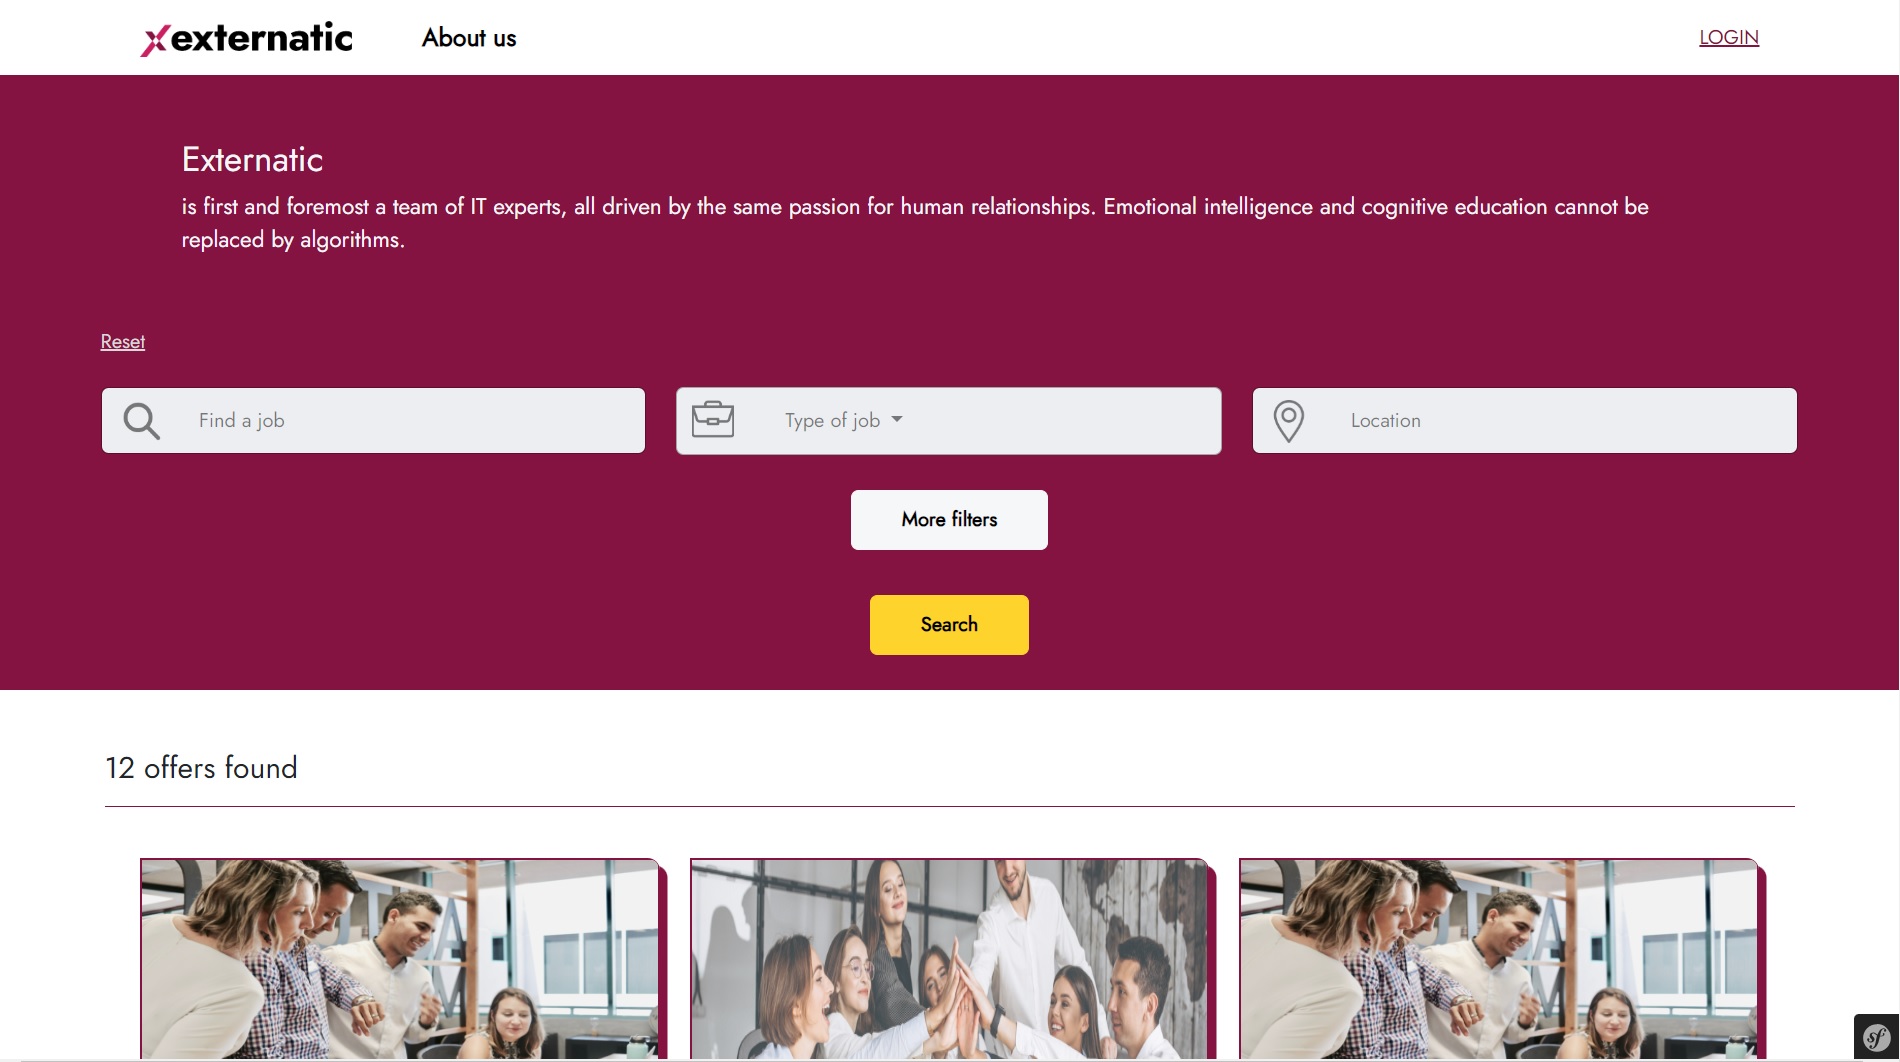 externatic
About us
LOGIN
Externatic
is first and foremost a team of IT experts, all driven by the same passion for human relationships. Emotional intelligence and cognitive education cannot be
replaced by algorithms.
Reset
Find a job
Type of job
Location
More filters
Search
12 offers found
sf